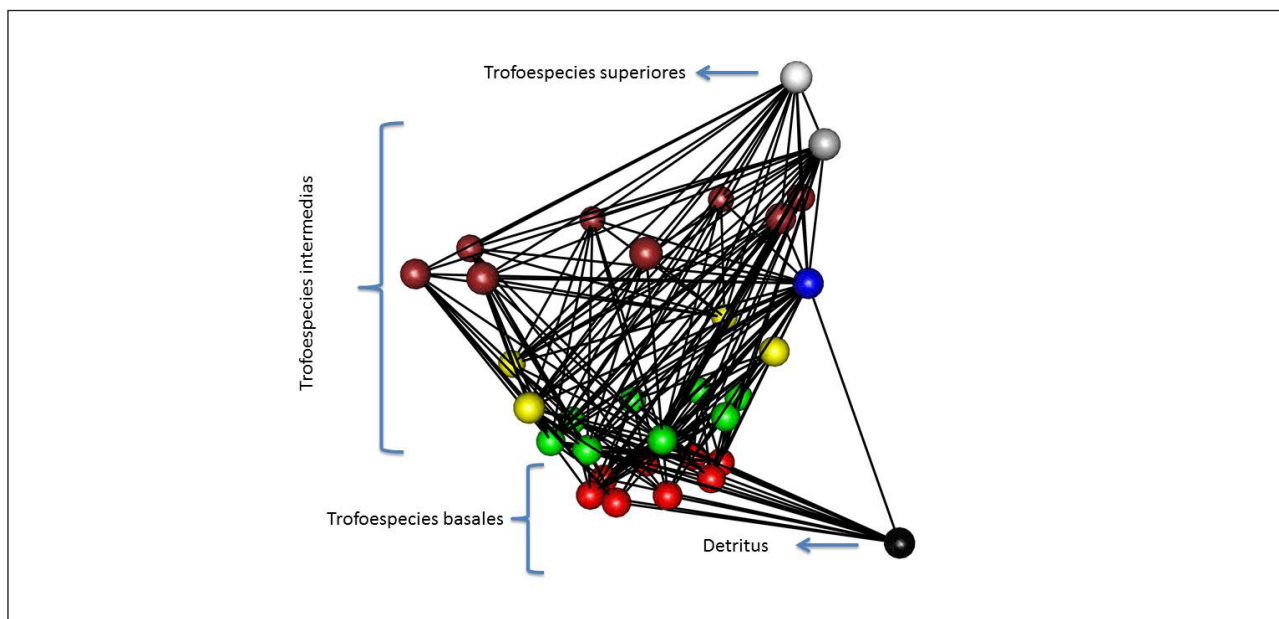 Trofoespecies superiores
Trofoespecies intermedias
Trofoespecies basales
Detritus